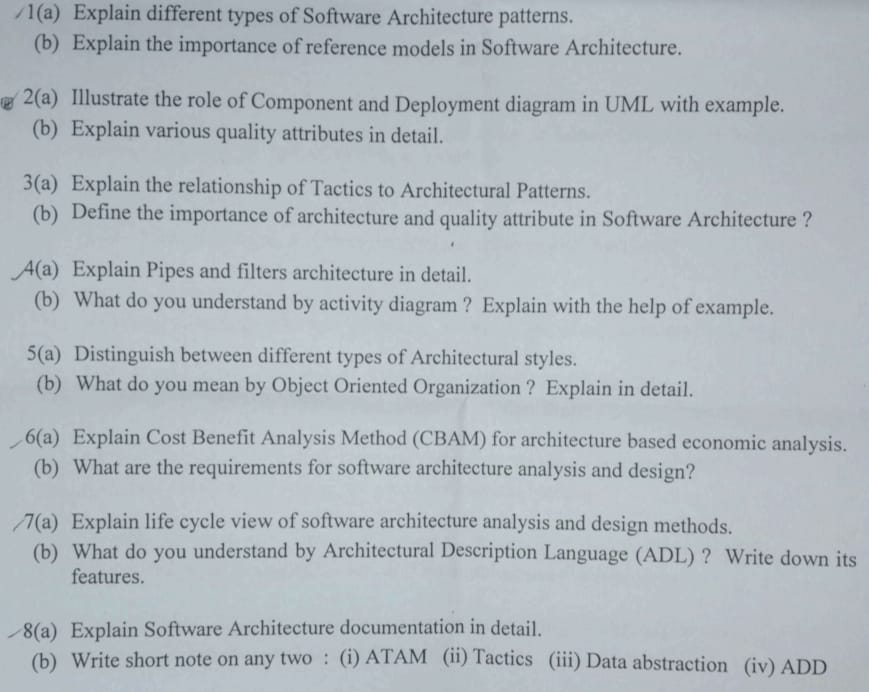 1(a) Explain different types of Software Architecture patterns.
(b) Explain the importance of reference models in Software Architecture.
2(a) Illustrate the role of Component and Deployment diagram in UML with example.
(b) Explain various quality attributes in detail.
3(a) Explain the relationship of Tactics to Architectural Patterns.
(b) Define the importance of architecture and quality attribute in Software Architecture ?
4(a) Explain Pipes and filters architecture in detail.
(b) What do you understand by activity diagram ? Explain with the help of example.
5(a) Distinguish between different types of Architectural styles.
(b) What do you mean by Object Oriented Organization ? Explain in detail.
6(a) Explain Cost Benefit Analysis Method (CBAM) for architecture based economic analysis.
(b) What are the requirements for software architecture analysis and design?
7(a) Explain life cycle view of software architecture analysis and design methods.
(b) What do you understand by Architectural Description Language (ADL) ? Write down its
features.
8(a) Explain Software Architecture documentation in detail.
(b) Write short note on any two : (i) ATAM (ii) Tactics (iii) Data abstraction (iv) ADD